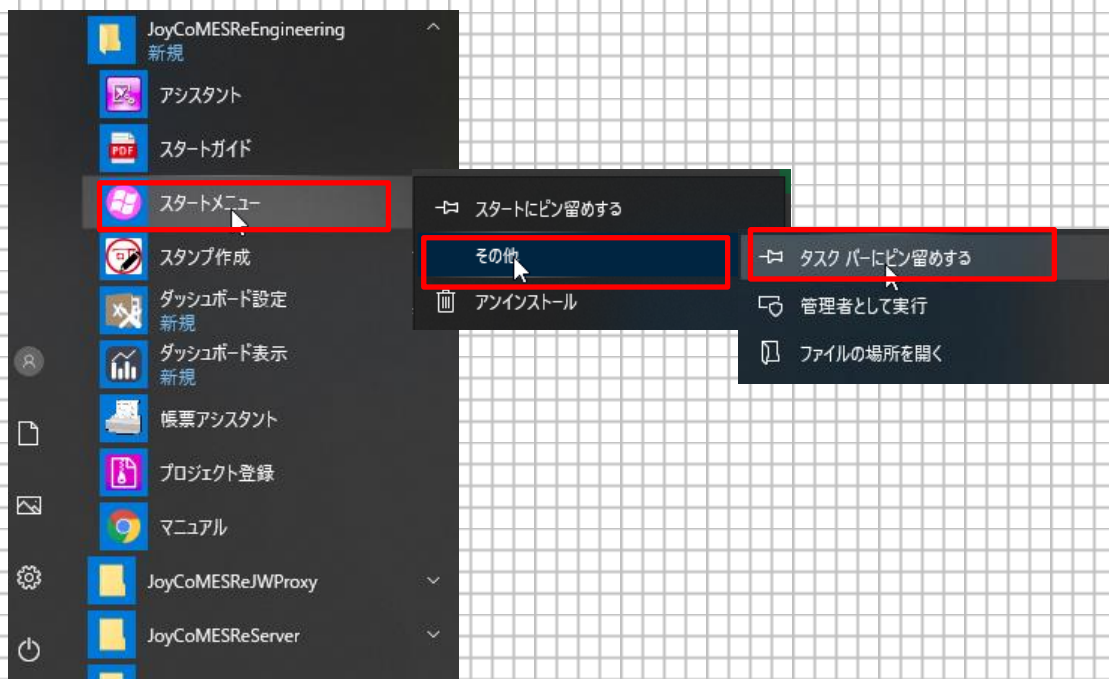 JoyCoMESReEngineering
新規
アシスタント
PDF
スタートガイド
スタートメニュー
スタンプ作成
ダッシュボード設定
新規
ダッシュボード表示
新規
帳票アシスタント
プロジェクト登録
マニュアル
JoyCoMESReJWProxy
JoyCoMESReServer
スタートにピン留めする
その他
アンインストール
タスク バーにピン留めする
管理者として実行
ファイルの場所を開く